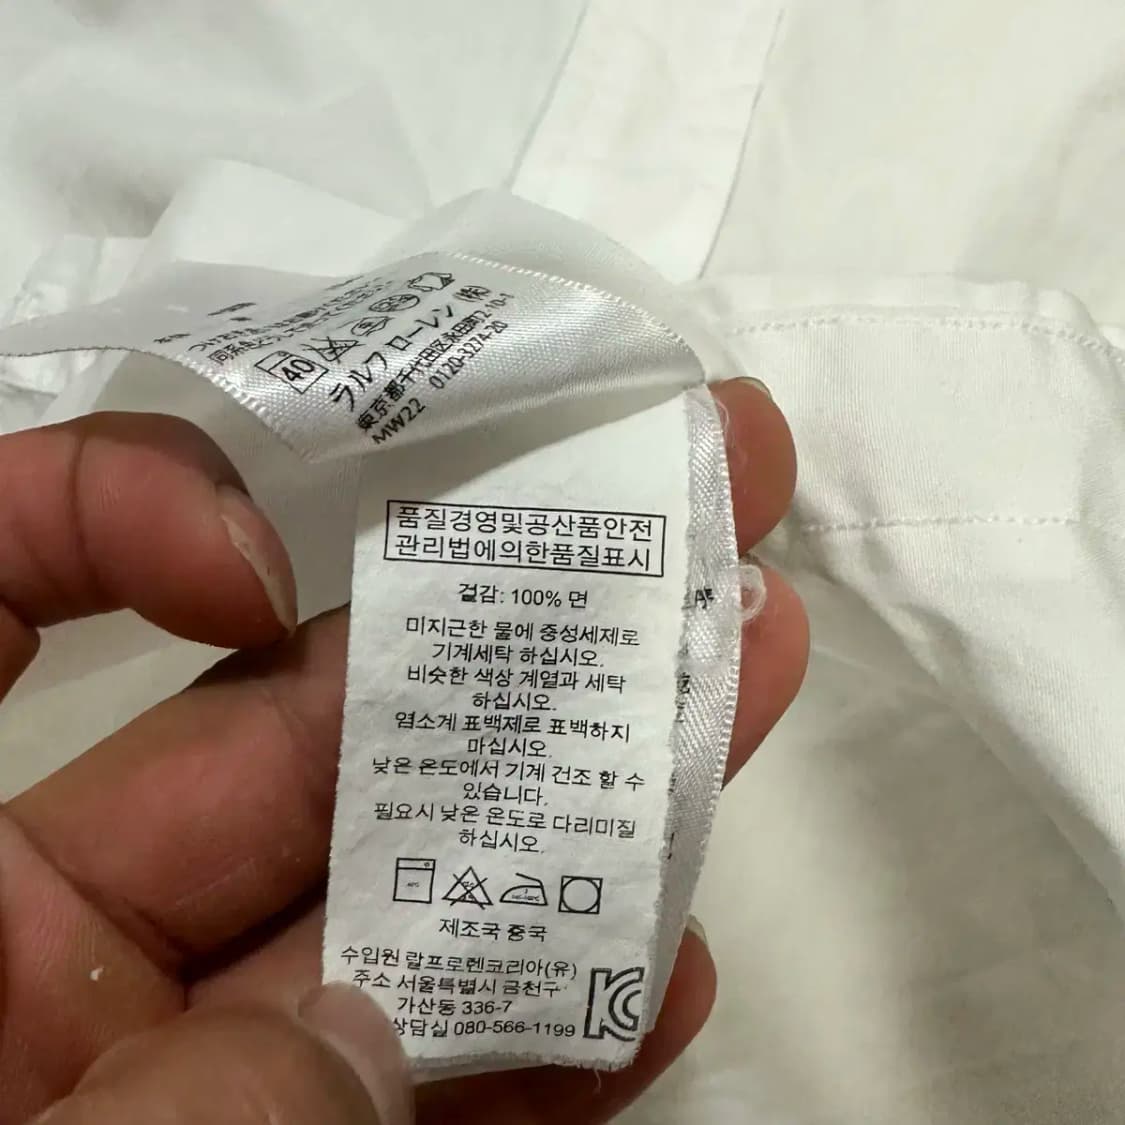 40
ラルフ ローレン (株)
東京都千代田区永田町2-10-1
0120-3274-20
MW22
품질경영및공산품안전
관리법에의한품질표시
겉감: 100% 면
미지근한 물에 중성세제로
기계세탁 하십시오.
비슷한 색상 계열과 세탁
하십시오.
염소계 표백제로 표백하지
마십시오.
낮은 온도에서 기계 건조 할 수
있습니다.
필요시 낮은 온도로 다리미질
하십시오.
제조국 중국
수입원 랄프로렌코리아(유)
주소 서울특별시 금천구
가산동 336-7
상담실 080-566-1199
KC